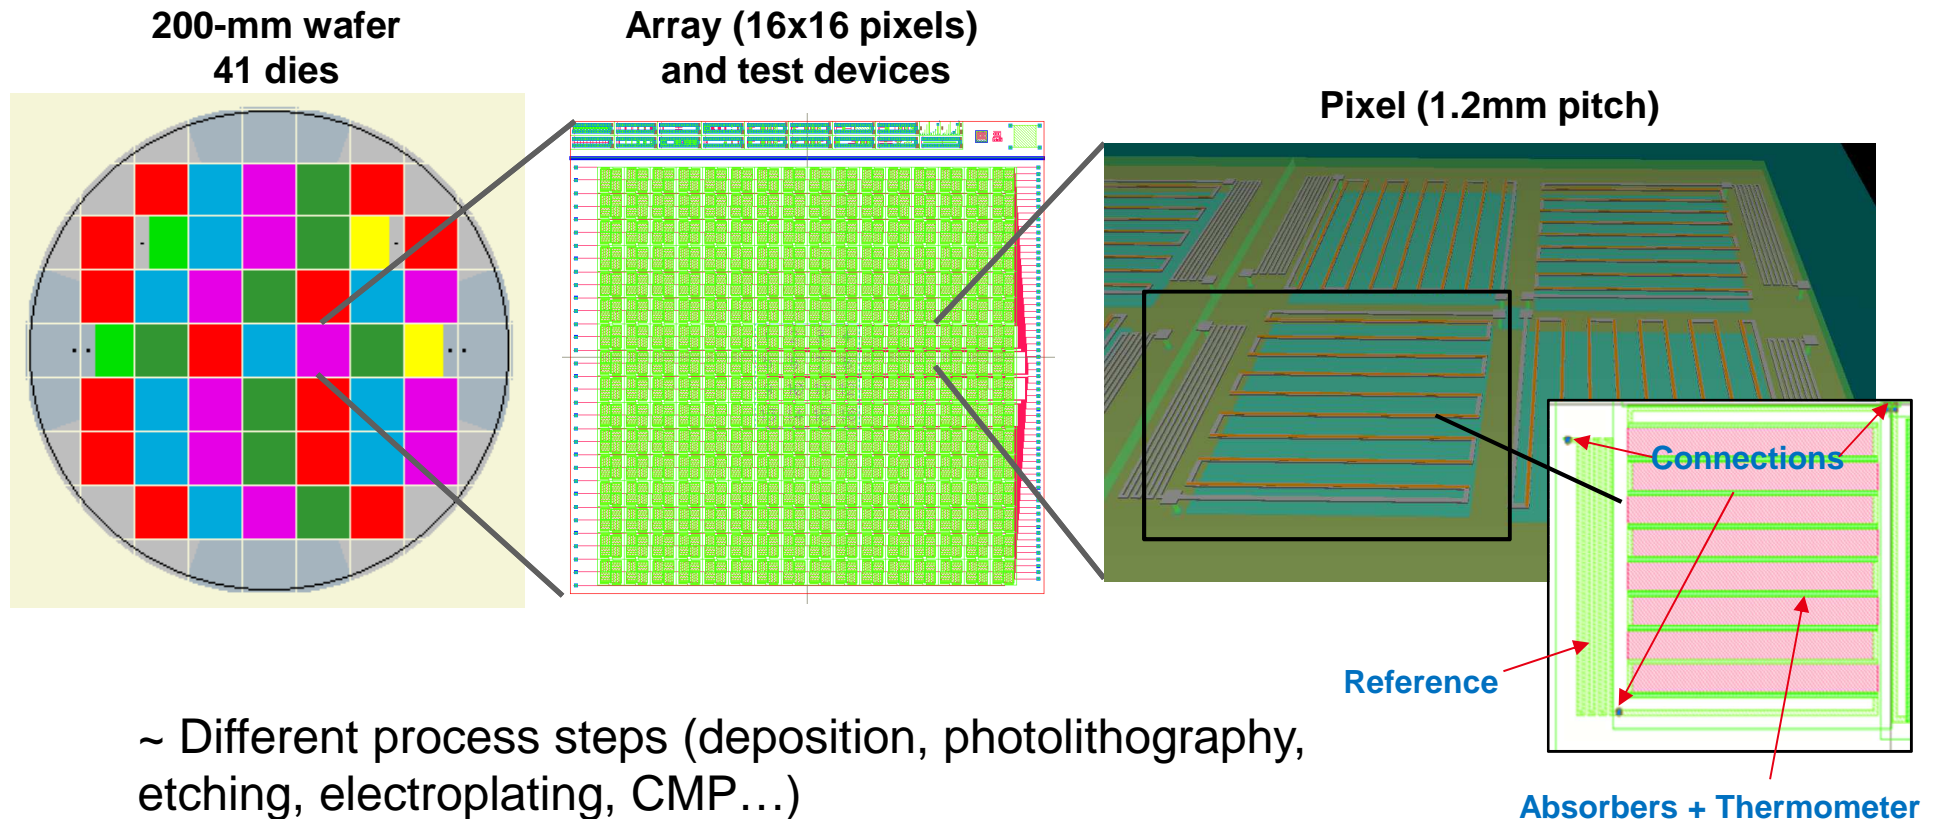 200-mm wafer
41 dies
Array (16x16 pixels)
and test devices
Pixel (1.2mm pitch)
Connections
Reference
Absorbers + Thermometer
~ Different process steps (deposition, photolithography,
etching, electroplating, CMP…)